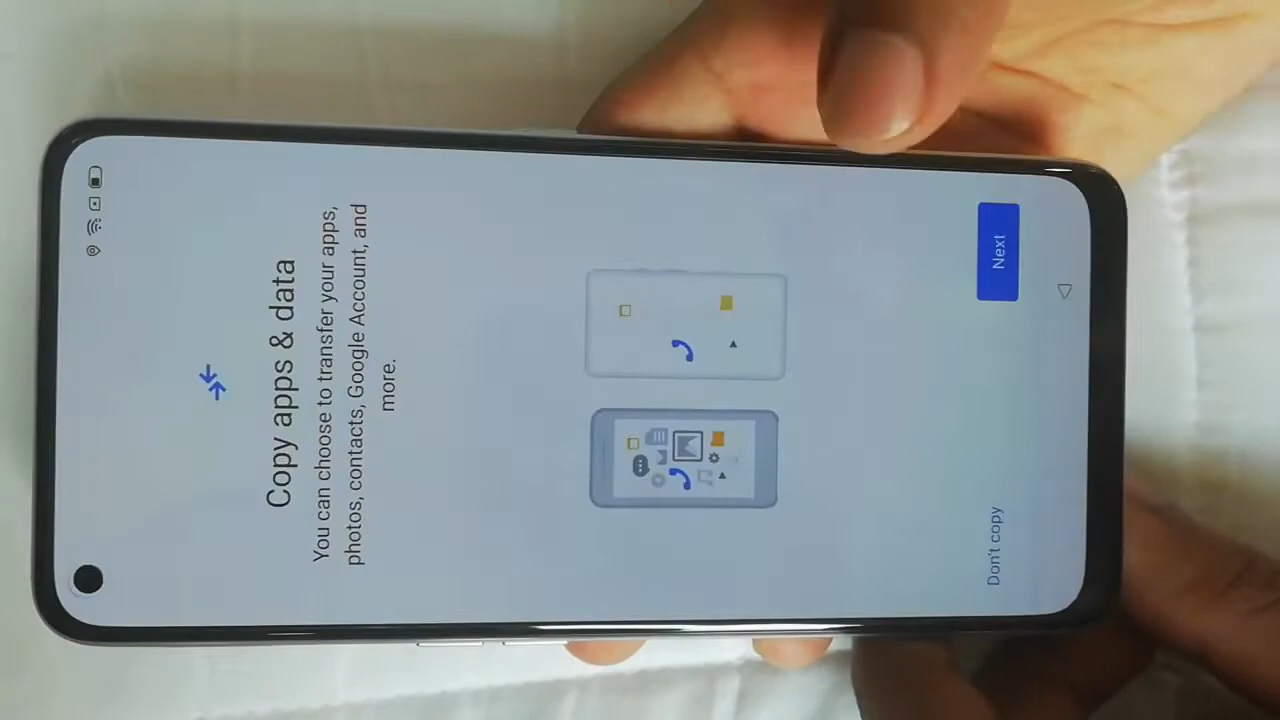 Copy apps & data
You can choose to transfer your apps,
photos, contacts, Google Account, and
more.
Don't copy
Next